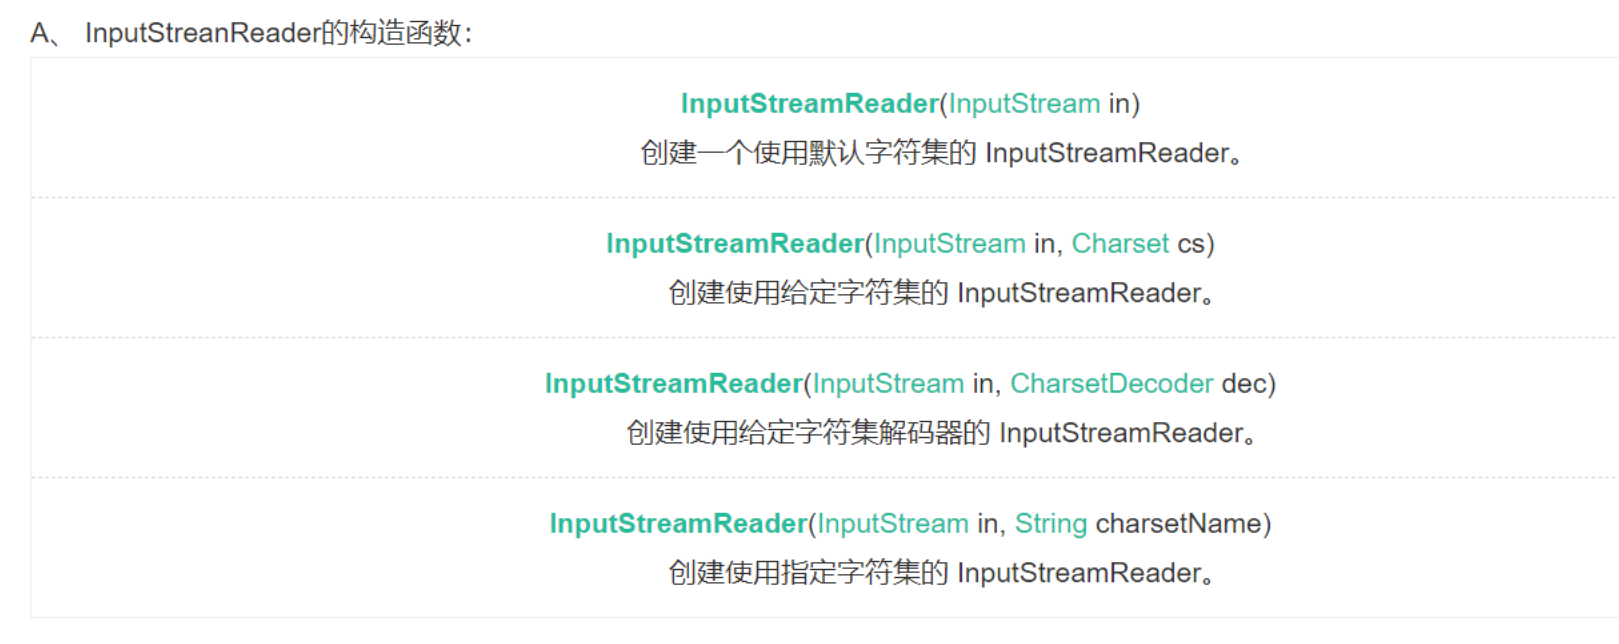 A、 InputStreanReader的构造函数：
InputStreamReader(InputStream in)
创建一个使用默认字符集的 InputStreamReader。
InputStreamReader(InputStream in, Charset cs)
创建使用给定字符集的 InputStreamReader。
InputStreamReader(InputStream in, CharsetDecoder dec)
创建使用给定字符集解码器的 InputStreamReader。
InputStreamReader(InputStream in, String charsetName)
创建使用指定字符集的 InputStreamReader。